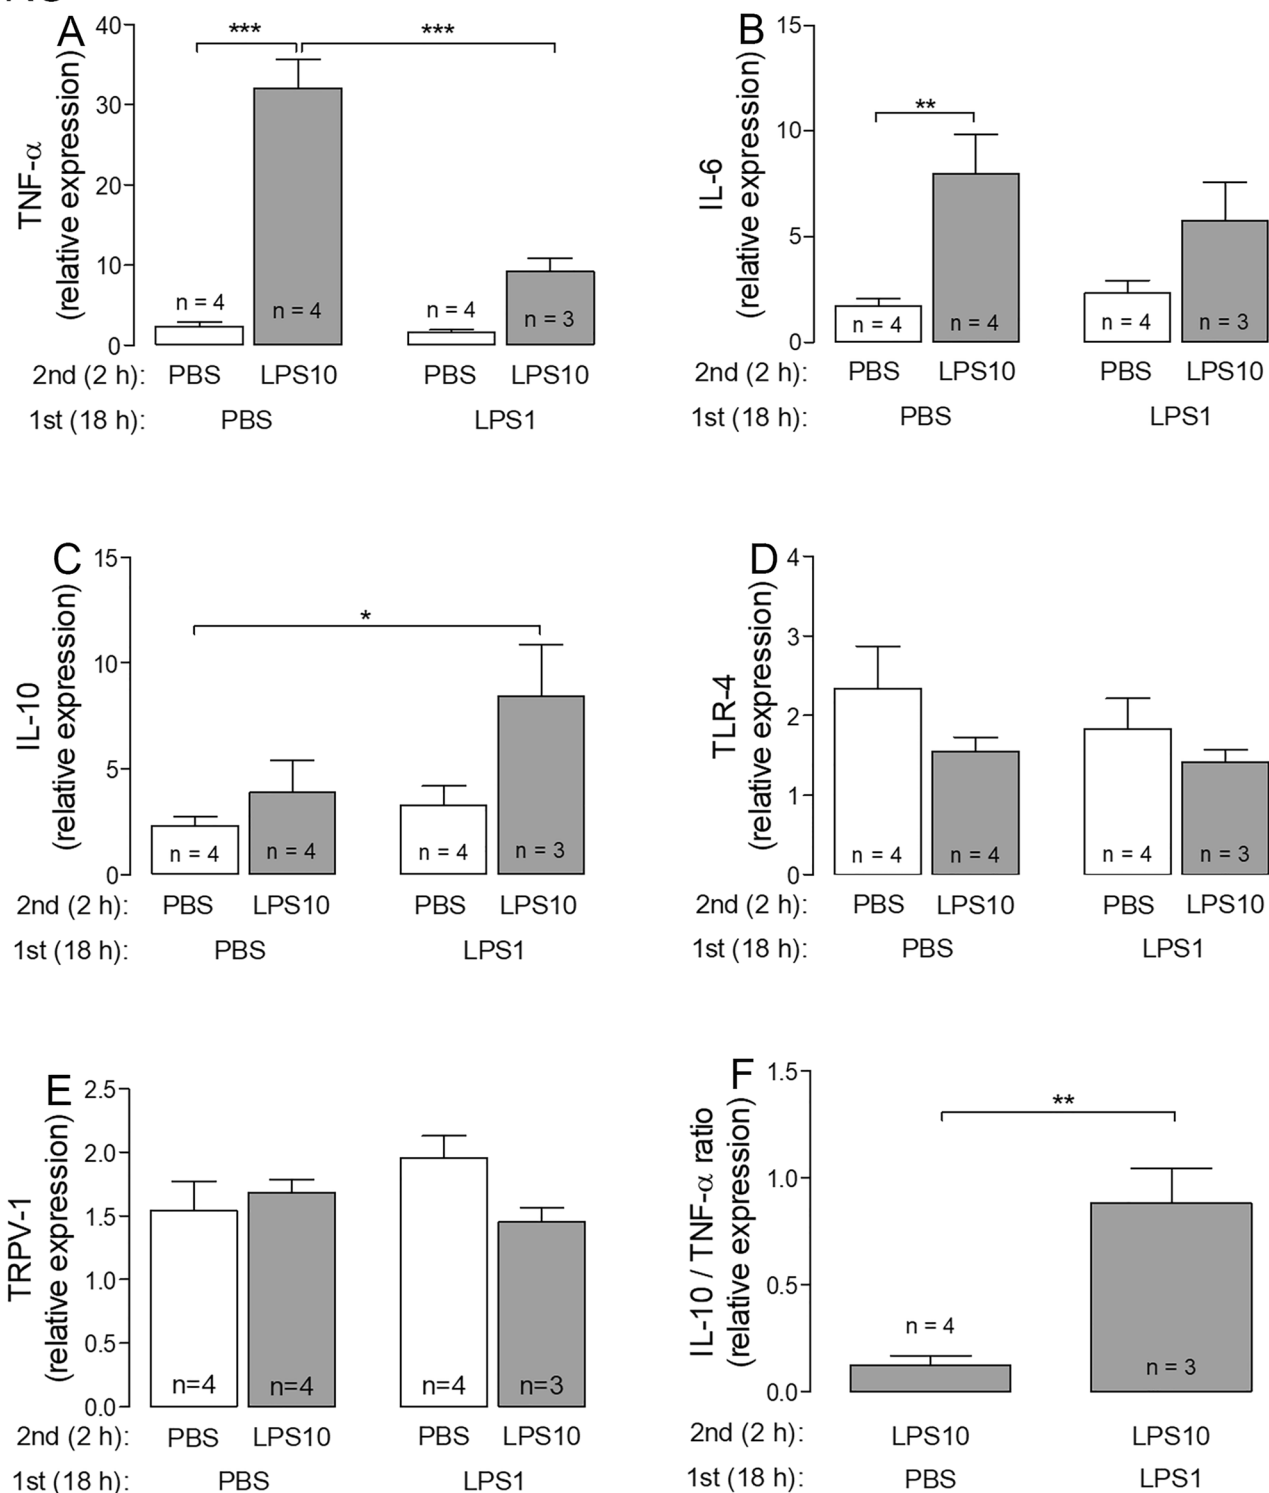 A
TNF-α
(relative expression)
40
30
20
10
0
***
***
n = 4
n = 4
n = 4
n = 3
2nd (2 h): PBS LPS10 PBS LPS10
1st (18 h): PBS LPS1
B
IL-6
(relative expression)
15
10
5
0
**
n = 4
n = 4
n = 4
n = 3
2nd (2 h): PBS LPS10 PBS LPS10
1st (18 h): PBS LPS1
C
IL-10
(relative expression)
15
10
5
0
*
n = 4
n = 4
n = 4
n = 3
2nd (2 h): PBS LPS10 PBS LPS10
1st (18 h): PBS LPS1
D
TLR-4
(relative expression)
4
3
2
1
0
n = 4
n = 4
n = 4
n = 3
2nd (2 h): PBS LPS10 PBS LPS10
1st (18 h): PBS LPS1
E
TRPV-1
(relative expression)
2.5
2.0
1.5
1.0
0.5
0.0
n=4
n=4
n=4
n=3
2nd (2 h): PBS LPS10 PBS LPS10
1st (18 h): PBS LPS1
F
IL-10 / TNF-α ratio
(relative expression)
1.5
1.0
0.5
0.0
**
n = 4
n = 3
2nd (2 h): LPS10 LPS10
1st (18 h): PBS LPS1